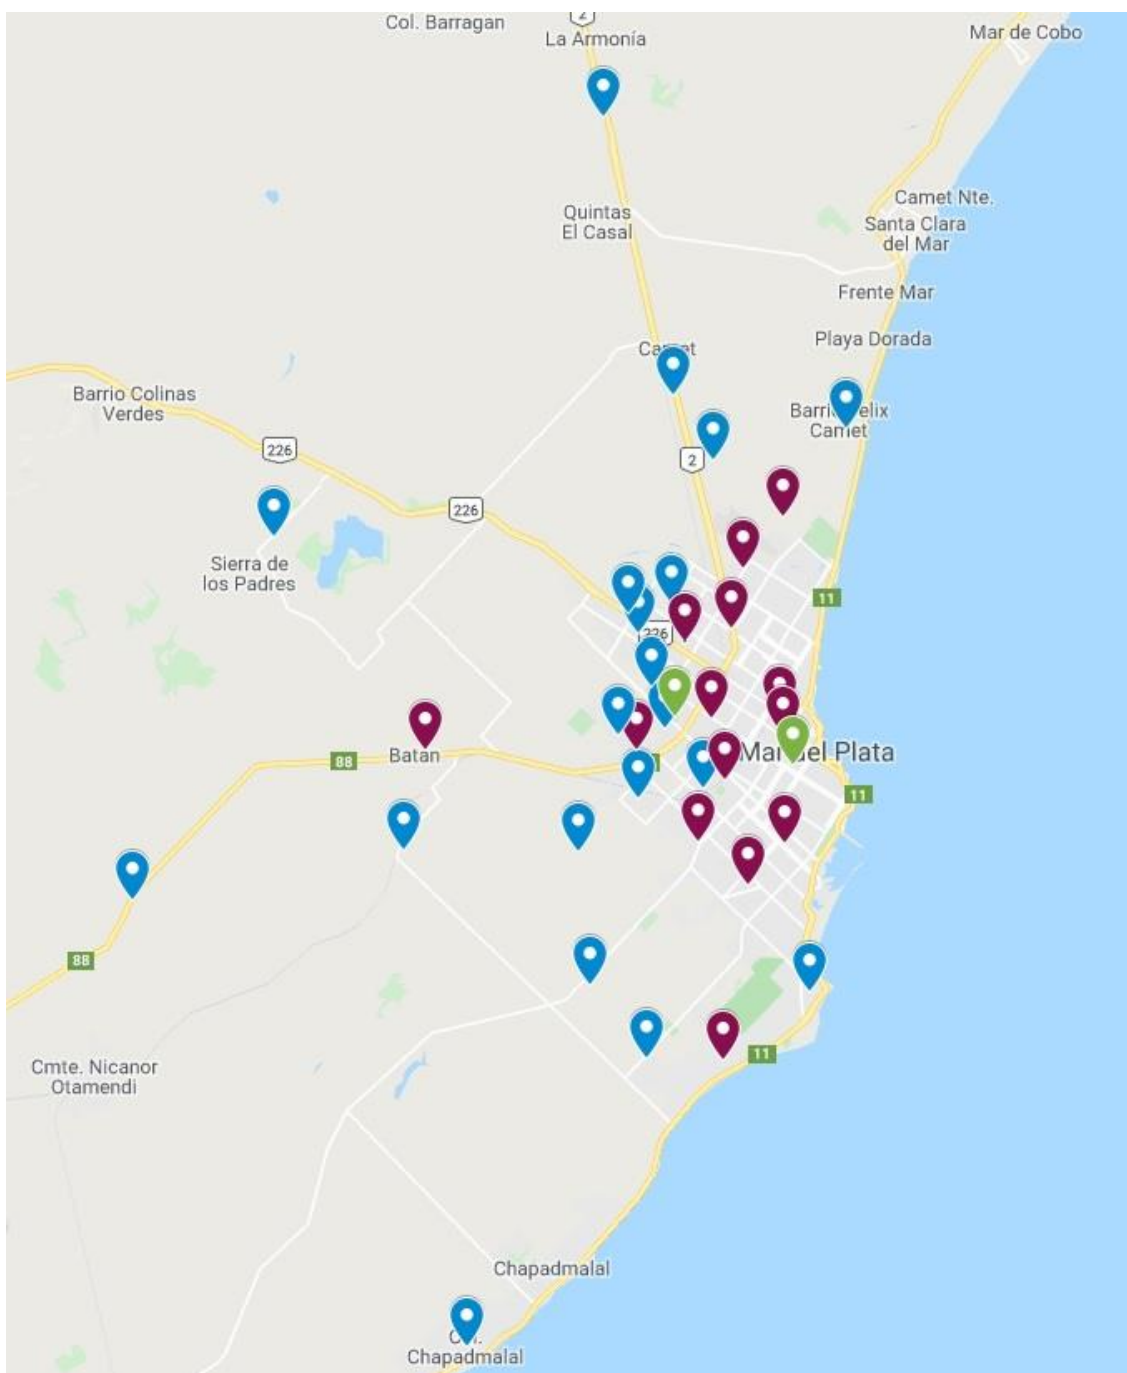 Col. Barragan
2
La Armonía
Mar de Cobo
Quintas
El Casal
Camet Nte.
Santa Clara
del Mar
Frente Mar
Playa Dorada
Barrio Colinas
Verdes
226
2
226
Sierra de
los Padres
11
226
Batan
88
11
88
Cmte. Nicanor
Otamendi
11
Chapadmalal
Chapadmalal